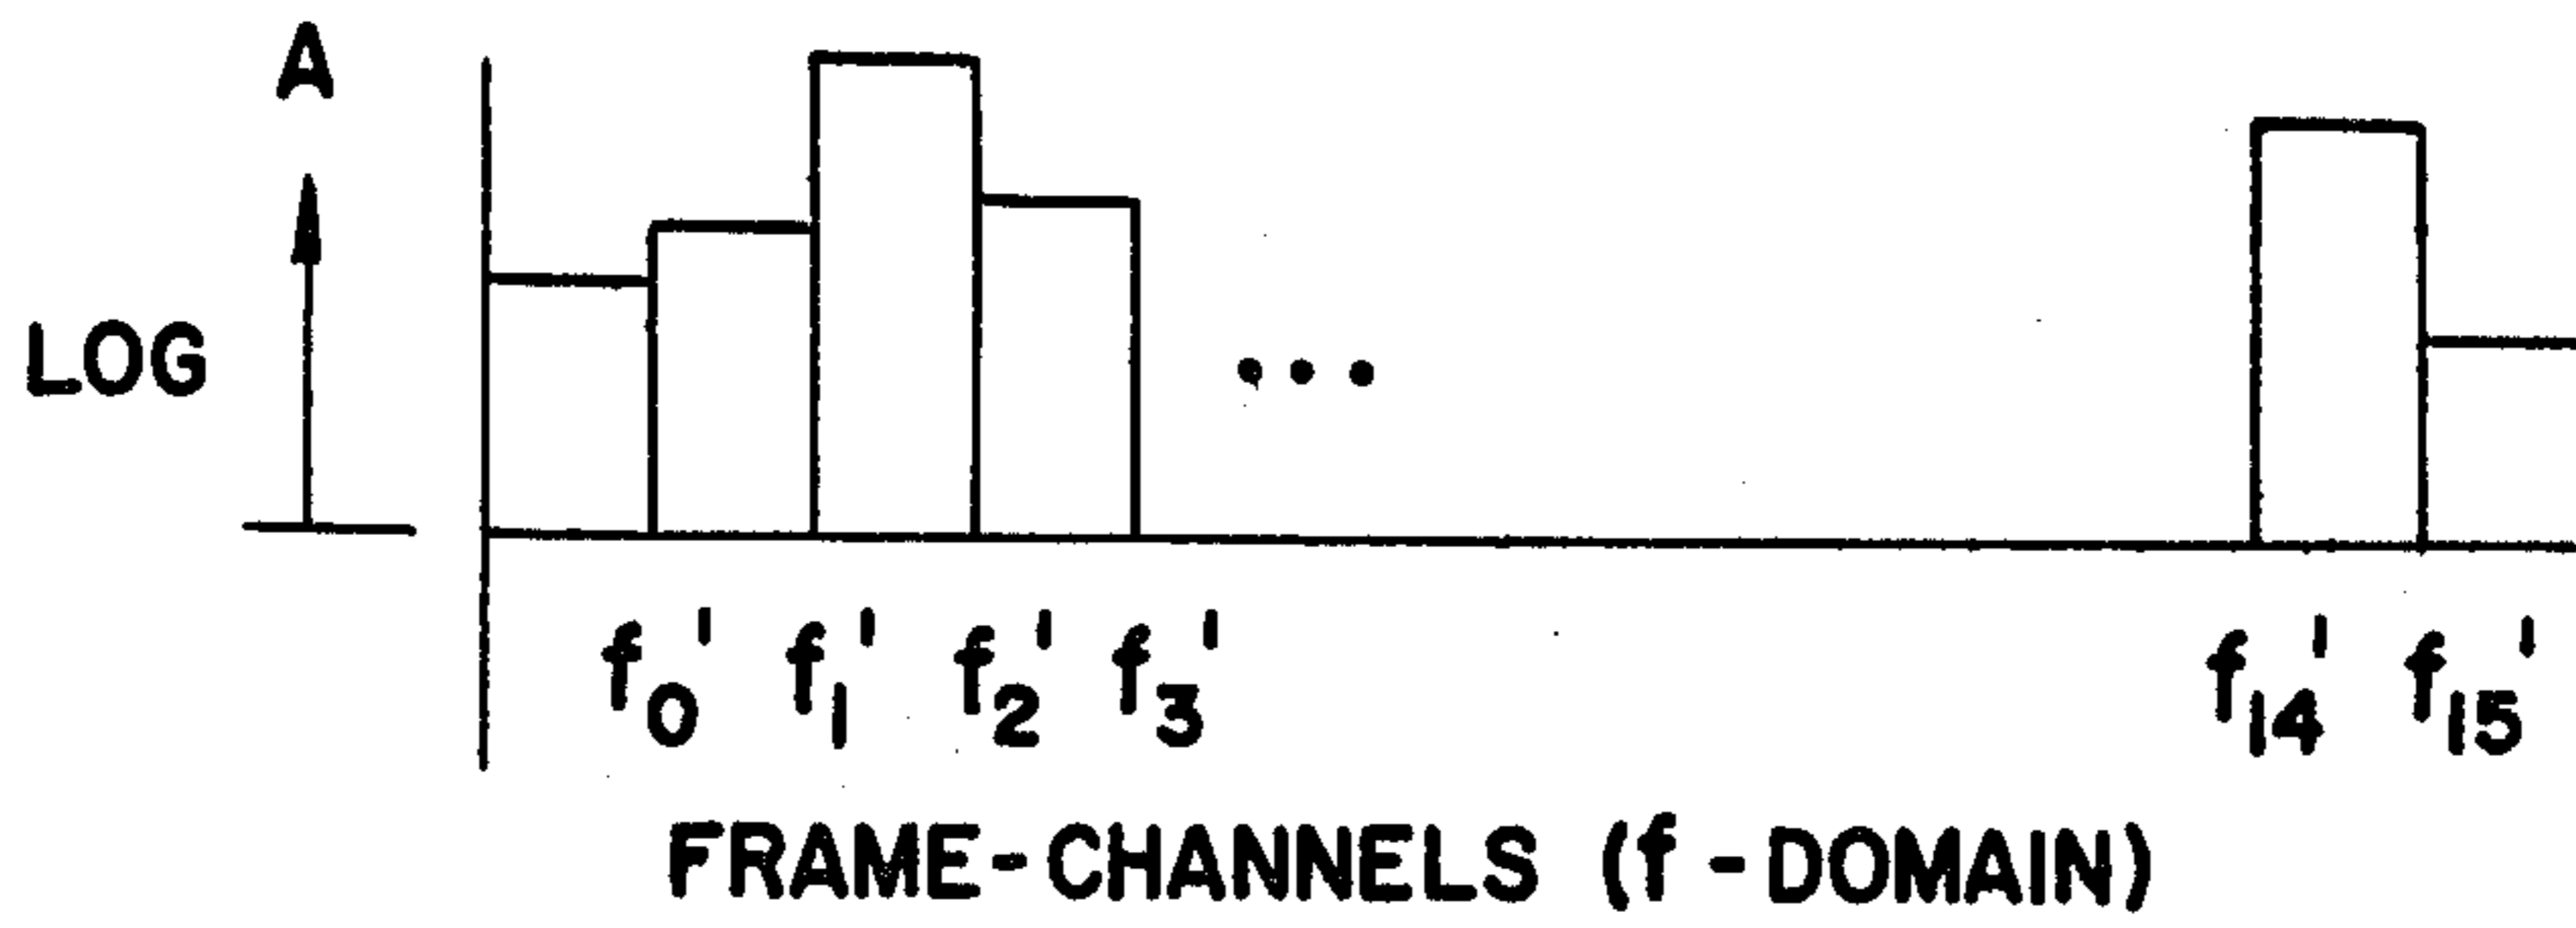 A
LOG
• • •
f₀' f₁' f₂' f₃' f₁₄' f₁₅'
FRAME-CHANNELS (f - DOMAIN)